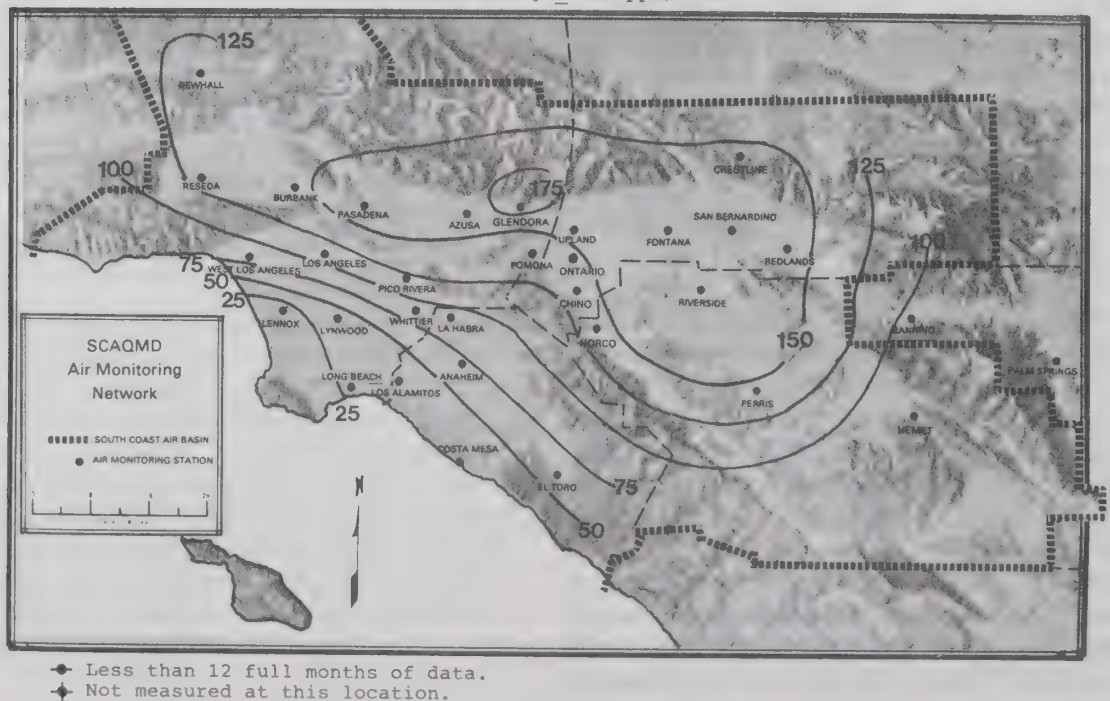 125
NEWHALL
100
RESEDA
BURBANK
PASADENA
AZUSA
175
GLENDORA
CRESTLINE
125
UPLAND
FONTANA
SAN BERNARDINO
REDLANDS
100
75
WEST LOS ANGELES
LOS ANGELES
POMONA
ONTARIO
50
PICO RIVERA
CHINO
RIVERSIDE
25
LENNOX
LYNWOOD
WHITTIER
LA HABRA
NORCO
150
BANNING
ANAHEIM
PALM SPRINGS
LONG BEACH
LOS ALAMITOS
PERRIS
25
HEMET
COSTA MESA
EL TORO
75
50
SCAQMD
Air Monitoring
Network
SOUTH COAST AIR BASIN
AIR MONITORING STATION
N
Less than 12 full months of data.
Not measured at this location.